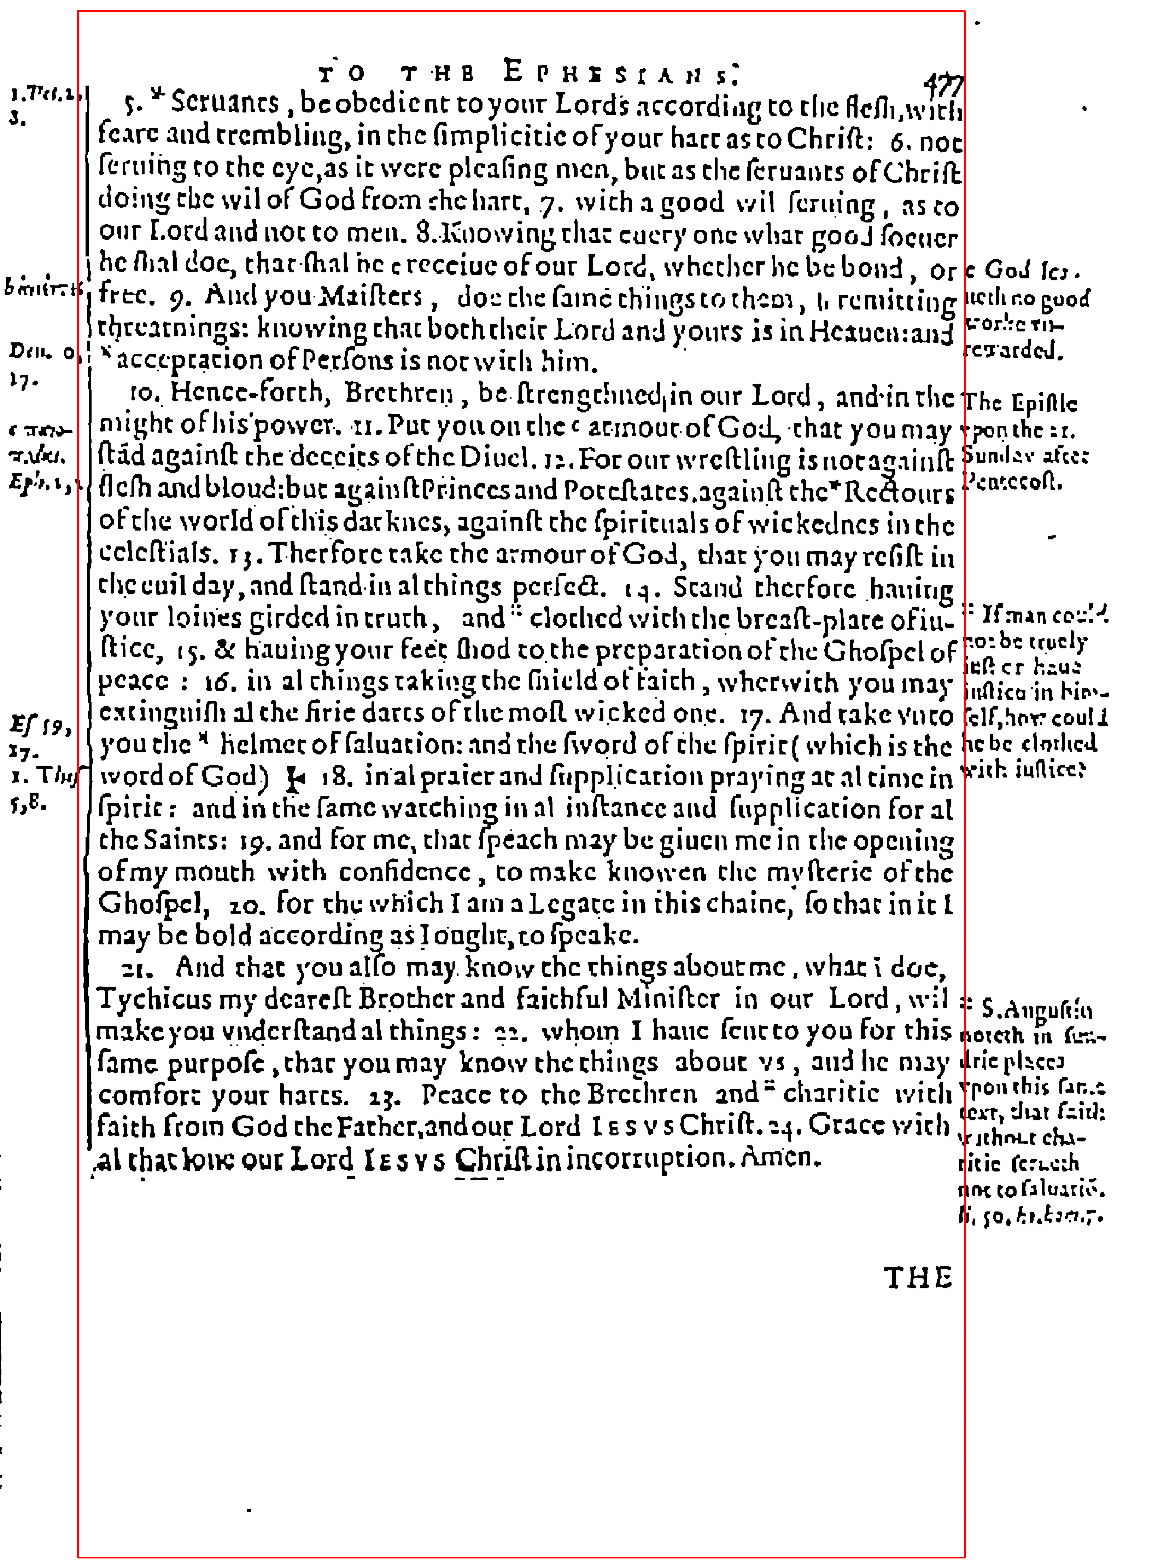 TO THE EPHESIANS.
477
1. Pet. 2,
5. * Seruants, be obedient to your Lords according to the flesh, with
feare and trembling, in the simplicitie of your hart as to Christ: 6. not
seruing to the eye, as it were pleasing men, but as the seruants of Christ
doing the wil of God from the hart, 7. with a good wil seruing, as to
our Lord and not to men. 8. Knowing that euery one what good soeuer
he shal doe, that shal he e receiue of our Lord, whether he be bond, or
free. 9. And you Maisters, doe the same things to them, remitting
threatnings: knowing that both their Lord and yours is in Heauen: and
* acceptation of Persons is not with him.
10. Hence-forth, Brethren, be strengthned in our Lord, and in the
might of his power. 11. Put you on the c armour of God, that you may
stād against the deceits of the Diuel. 12. For our wrestling is not against
flesh and bloud: but against Princes and Potestates, against the * Rectours
of the world of this darknes, against the spirituals of wickednes in the
celestials. 13. Therfore take the armour of God, that you may resist in
the euil day, and stand in al things perfect. 14. Stand therfore hauing
your loines girded in truth, and :: clothed with the breast-plate of iu-
stice, 15. & hauing your feet shod to the preparation of the Ghospel of
peace: 16. in al things taking the shield of faith, wherwith you may
extinguish al the firie darts of the most wicked one. 17. And take vnto
you the * helmet of saluation: and the sword of the spirit (which is the
word of God) 18. in al praier and supplication praying at al time in
spirit: and in the same watching in al instance and supplication for al
the Saints: 19. and for me, that speach may be giuen me in the opening
of my mouth with confidence, to make knowen the mysterie of the
Ghospel, 20. for the which I am a Legate in this chaine, so that in it I
may be bold according as I ought, to speake.
21. And that you also may know the things about me, what I doe,
Tychicus my dearest Brother and faithful Minister in our Lord, wil
make you vnderstand al things: 22. whom I haue sent to you for this
same purpose, that you may know the things about vs, and he may
comfort your harts. 23. Peace to the Brethren and :: charitie with
faith from God the Father, and our Lord IESVS Christ. 24. Grace with
al that loue our Lord IESVS Christ in incorruption. Amen.
THE
17.
Eph. 2,
Es 59,
17.
1. Thes
5,8.
e God
no good
rewarded.
The Epistle
vpon the 21.
Sunday after
Pentecost.
:: If man could
not be truely
iust or haue
iustice in him-
self, how could
he be clothed
with iustice?
:: S. Augustin
noteth in sun-
drie places
vpon this same
text, that faith
without cha-
ritie serueth
not to saluatiō.